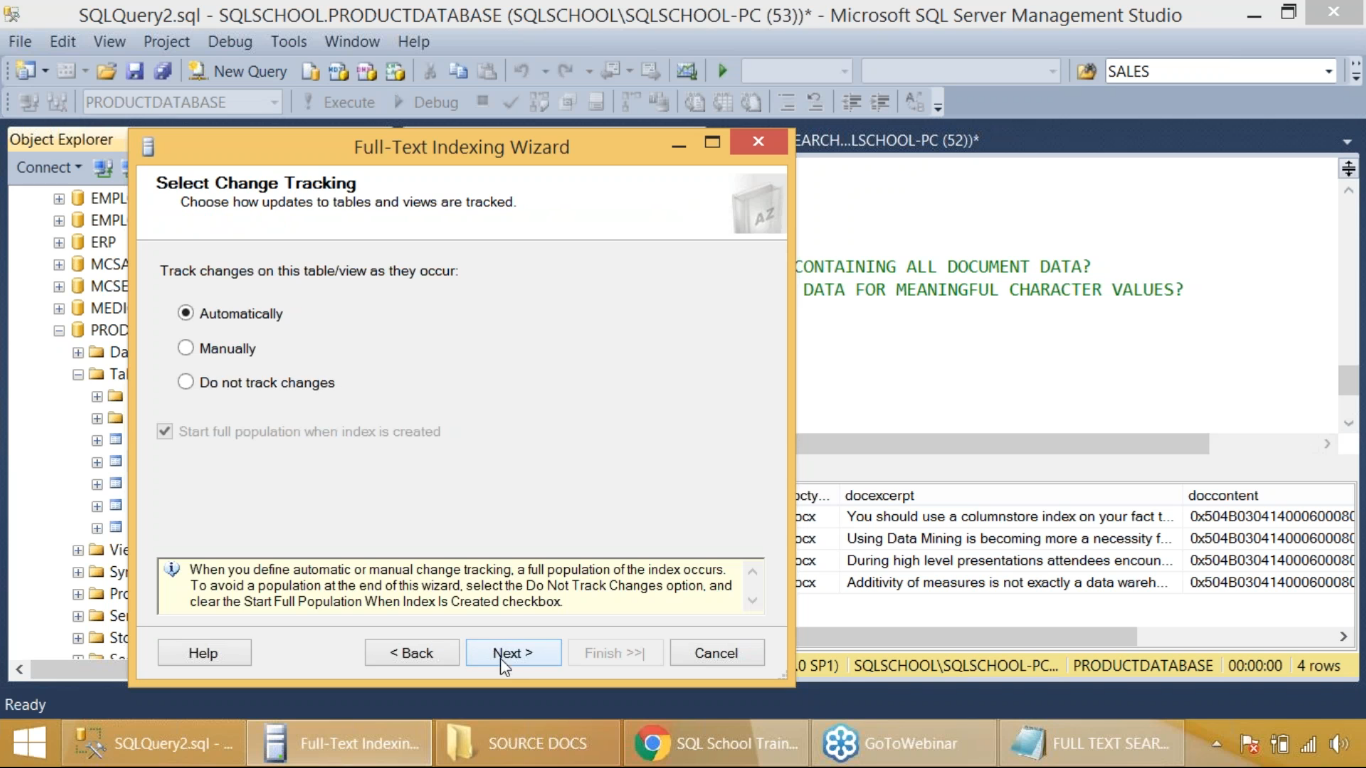 SQLQuery2.sql - SQLSCHOOL.PRODUCTDATABASE (SQLSCHOOL\SQLSCHOOL-PC (53))* - Microsoft SQL Server Management Studio
File Edit View Project Debug Tools Window Help
New Query SALES
PRODUCTDATABASE Execute Debug
Object Explorer
EARCH...LSCHOOL-PC (52))*
Connect
EMPL
EMPL
ERP
MCSA
MCSE
MEDI
PROD
Da
Tal
Vie
Syn
Pro
Ser
Sto
Full-Text Indexing Wizard
Select Change Tracking
Choose how updates to tables and views are tracked.
AZ
Track changes on this table/view as they occur:
Automatically
Manually
Do not track changes
Start full population when index is created
When you define automatic or manual change tracking, a full population of the index occurs.
To avoid a population at the end of this wizard, select the Do Not Track Changes option, and
clear the Start Full Population When Index Is Created checkbox.
Help < Back Next > Finish >>| Cancel
CONTAINING ALL DOCUMENT DATA?
DATA FOR MEANINGFUL CHARACTER VALUES?
octy... docexcerpt doccontent
ocx You should use a columnstore index on your fact t... 0x504B030414000600080
ocx Using Data Mining is becoming more a necessity f... 0x504B030414000600080
ocx During high level presentations attendees encoun... 0x504B030414000600080
ocx Additivity of measures is not exactly a data wareh... 0x504B030414000600080
.0 SP1) SQLSCHOOL\SQLSCHOOL-PC... PRODUCTDATABASE 00:00:00 4 rows
Ready
SQLQuery2.sql - ... Full-Text Indexin... SOURCE DOCS SQL School Train... GoToWebinar FULL TEXT SEAR...